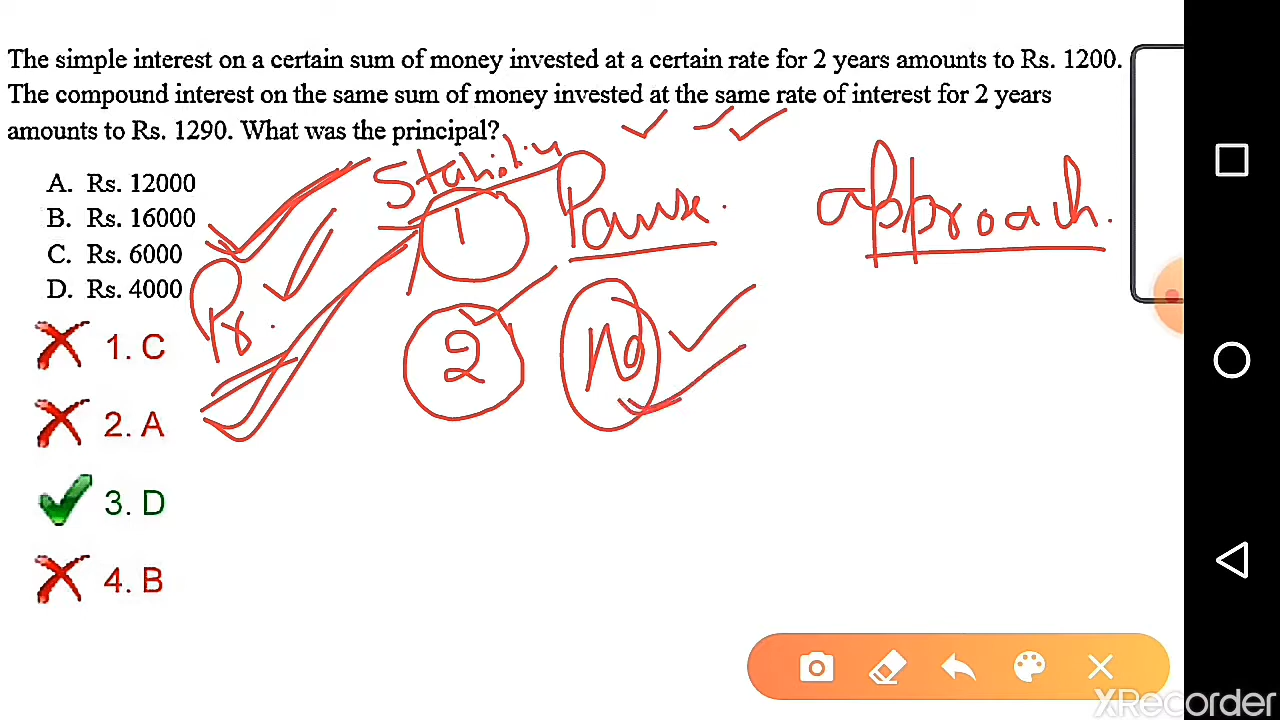 The simple interest on a certain sum of money invested at a certain rate for 2 years amounts to Rs. 1200.
The compound interest on the same sum of money invested at the same rate of interest for 2 years
amounts to Rs. 1290. What was the principal?
A. Rs. 12000
B. Rs. 16000
C. Rs. 6000
D. Rs. 4000
Stability
1 Pause.
approach.
Pr.
2 No
1. C
2. A
3. D
4. B
XRecorder